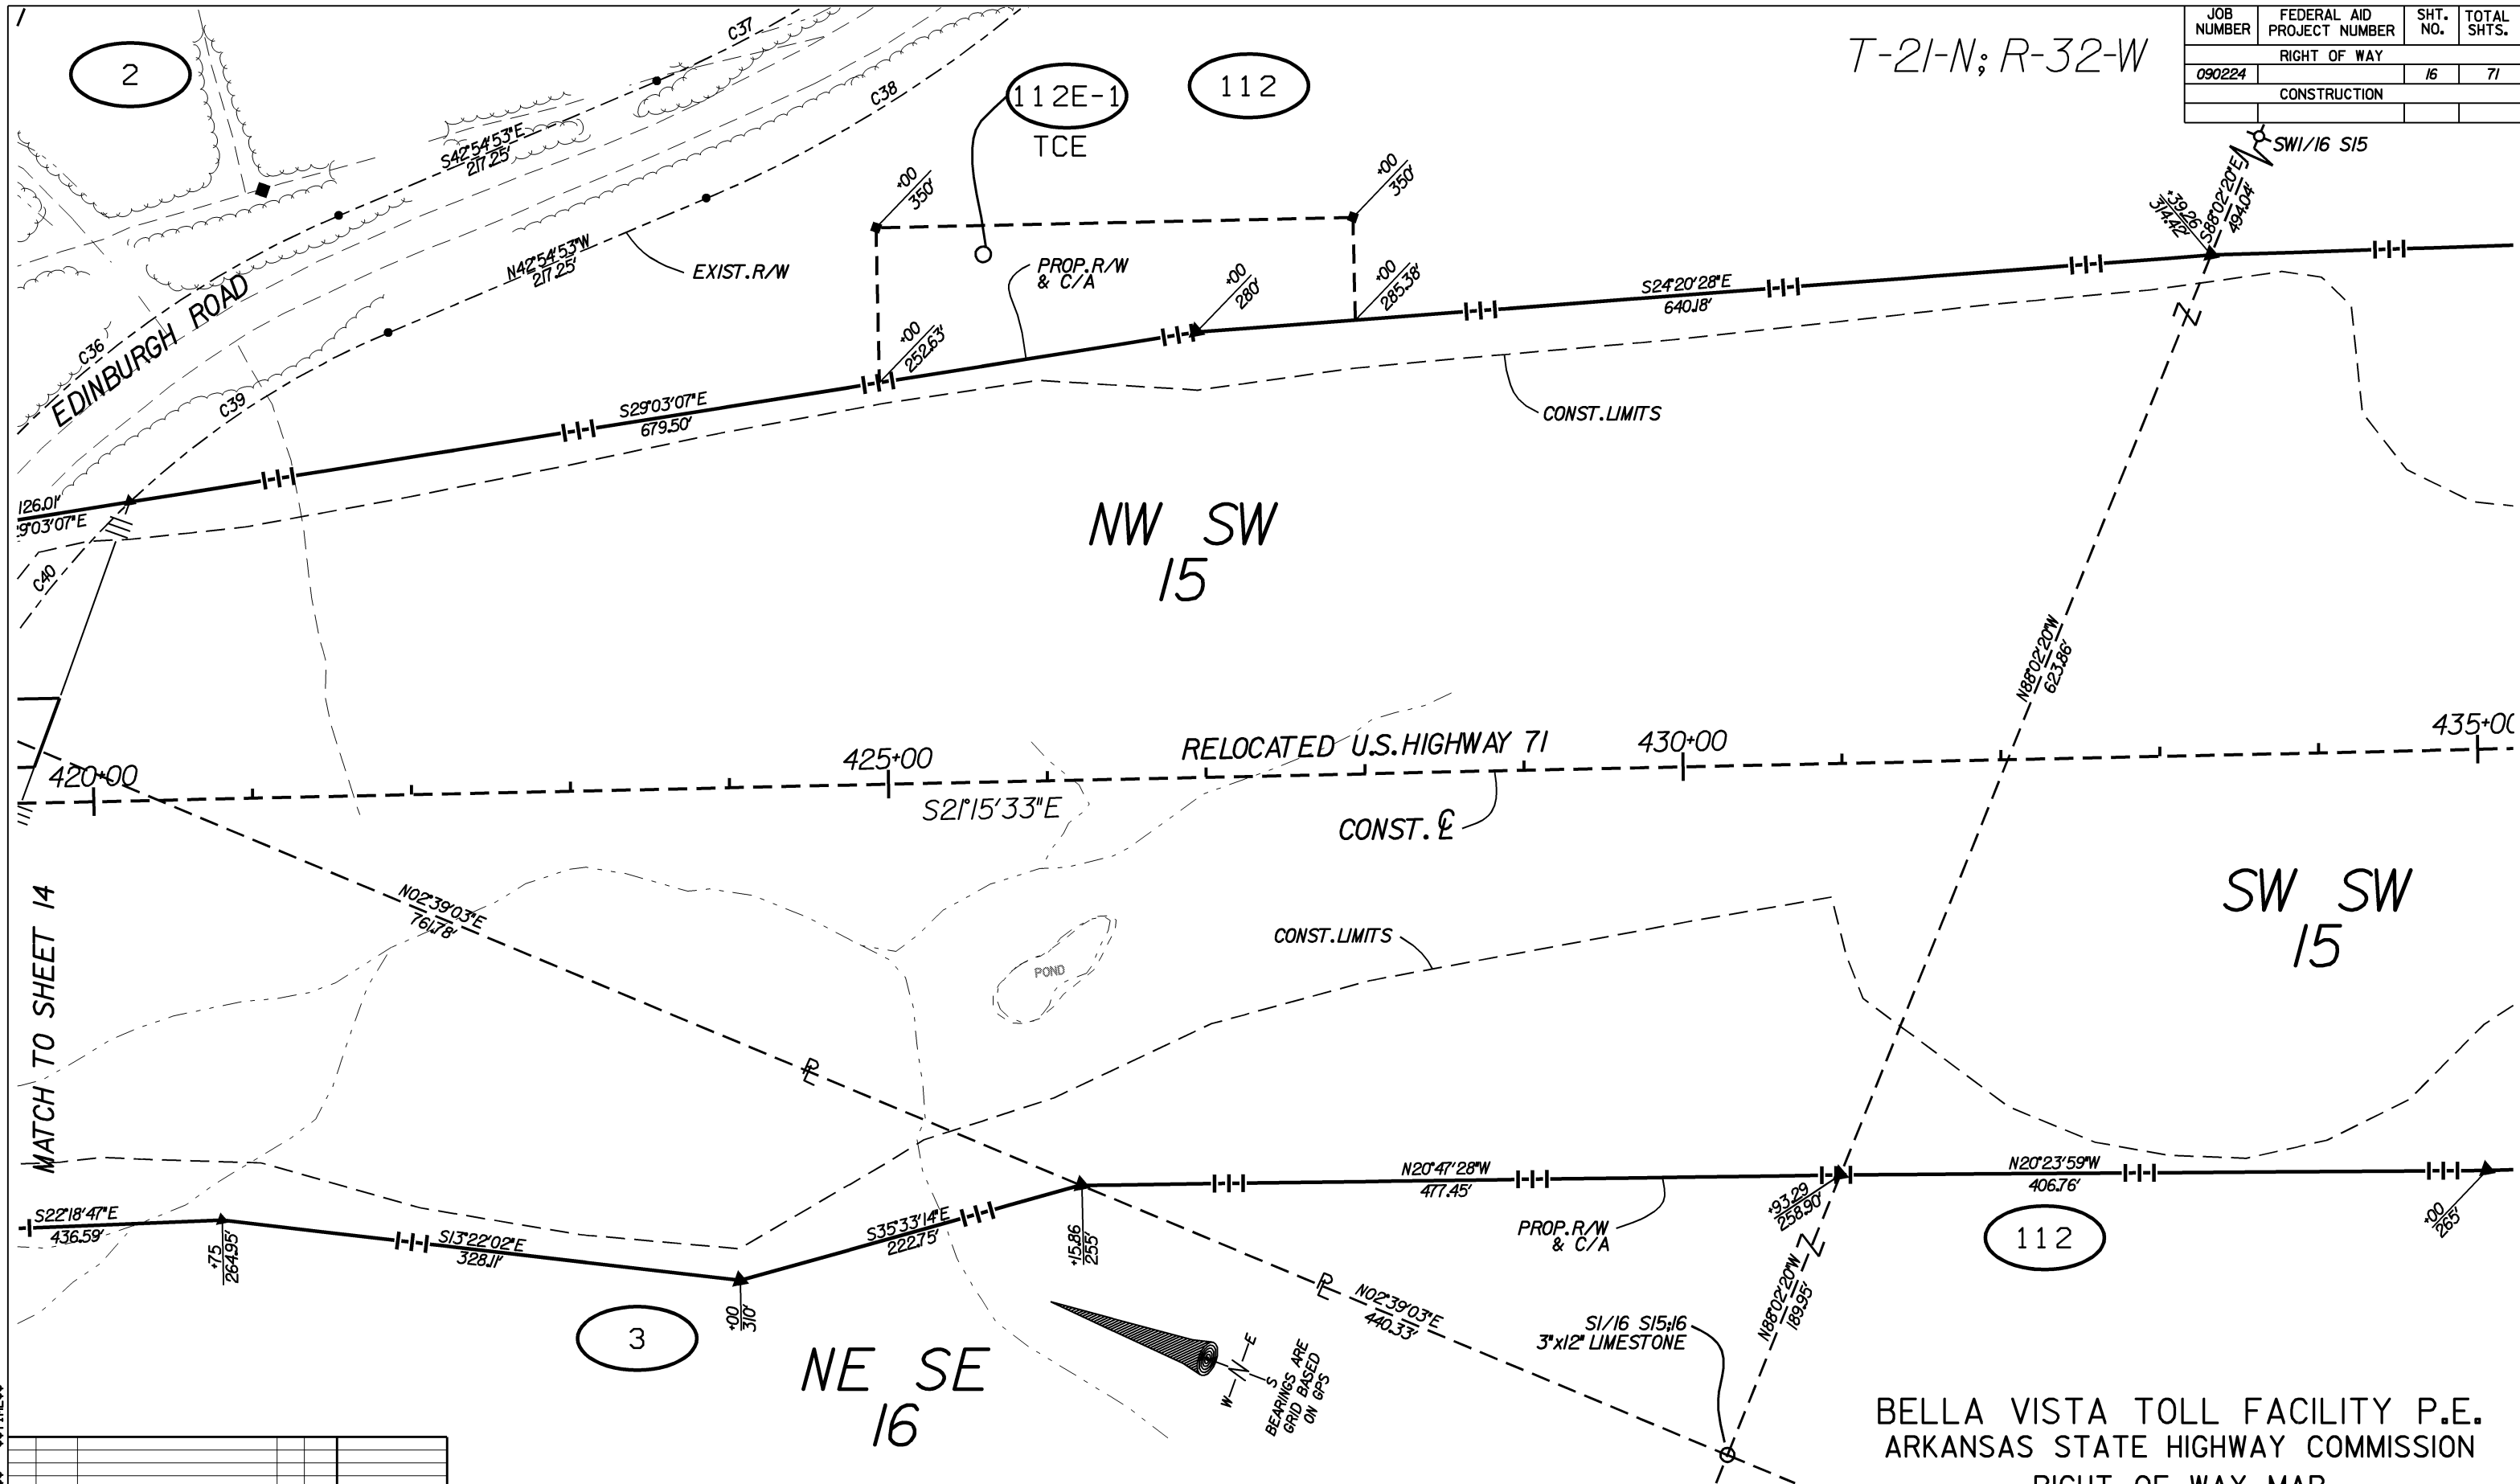 JOB NUMBER
FEDERAL AID PROJECT NUMBER
SHT. NO.
TOTAL SHTS.
RIGHT OF WAY
090224 16 71
CONSTRUCTION
T-21-N; R-32-W
2
112E-1
TCE
112
C37
C38
S42°54'53"E
217.25'
N42°54'53"W
217.25'
EXIST. R/W
EDINBURGH ROAD
C36
C39
C40
+00
350'
+00
350'
PROP. R/W
& C/A
+00
280'
+00
285.38'
+00
252.63'
S29°03'07"E
679.50'
S24°20'28"E
640.18'
+39.26
314.42'
S88°02'20"E
494.04'
SW1/16 S15
CONST. LIMITS
126.01'
9°03'07"E
NW SW
15
N88°02'20"W
623.86'
420+00
425+00
RELOCATED U.S. HIGHWAY 71
430+00
435+00
S21°15'33"E
CONST. ℄
MATCH TO SHEET 14
N02°39'03"E
761.78'
POND
CONST. LIMITS
SW SW
15
PL
S22°18'47"E
436.59'
+75
264.95'
S13°22'02"E
328.11'
+00
310'
S35°33'14"E
222.75'
+15.86
255'
N20°47'28"W
477.45'
PROP. R/W
& C/A
+93.29
258.90'
N20°23'59"W
406.76'
112
+00
265'
3
NE SE
16
PL
N02°39'03"E
440.33'
N88°02'20"W
189.95'
S1/16 S15;16
3"x12" LIMESTONE
W N E
S
BEARINGS ARE
GRID BASED
ON GPS
BELLA VISTA TOLL FACILITY P.E.
ARKANSAS STATE HIGHWAY COMMISSION
RIGHT OF WAY MAP